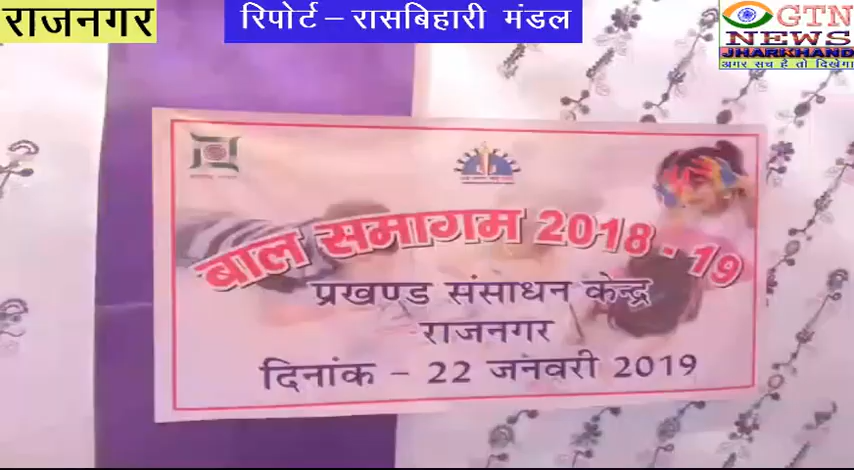 राजनगर
रिपोर्ट – रासबिहारी मंडल
GTN
NEWS
JHARKHAND
अगर सच है तो दिखेगा
बाल समागम 2018 - 19
प्रखण्ड संसाधन केन्द्र
राजनगर
दिनांक – 22 जनवरी 2019